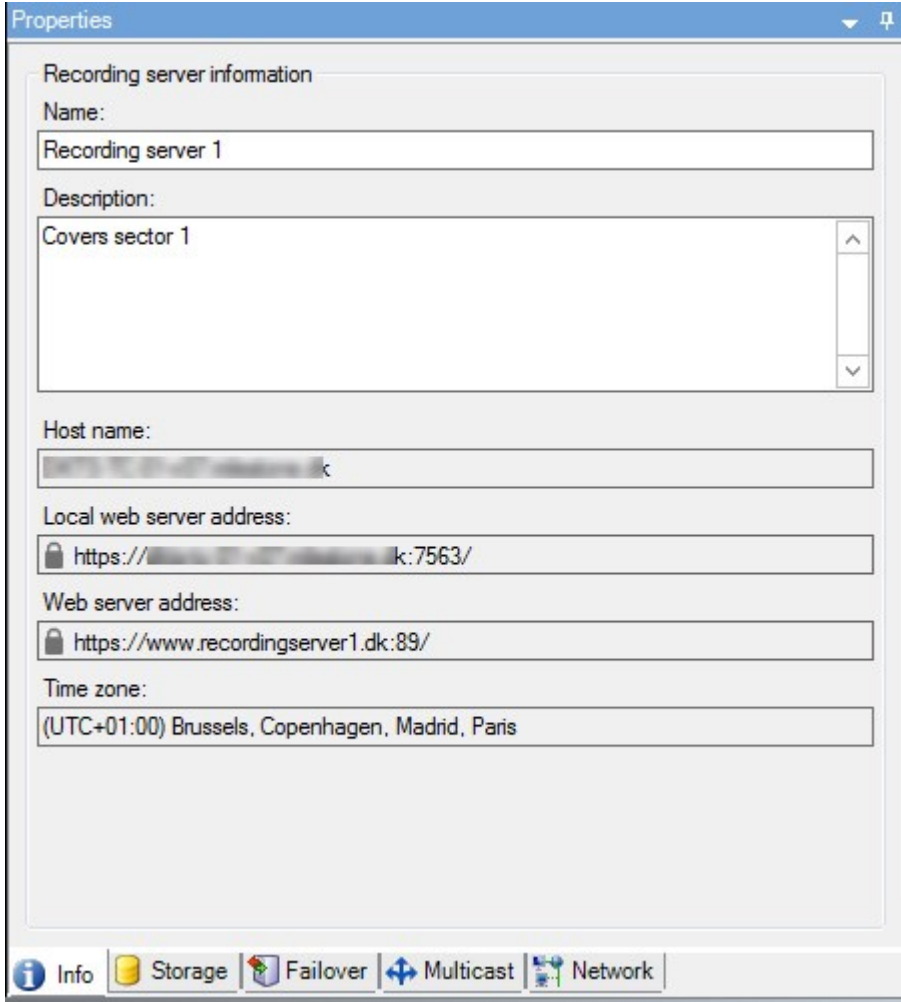 Properties
Recording server information
Name:
Recording server 1
Description:
Covers sector 1
Host name:
Local web server address:
https:// k:7563/
Web server address:
https://www.recordingserver1.dk:89/
Time zone:
(UTC+01:00) Brussels, Copenhagen, Madrid, Paris
Info Storage Failover Multicast Network